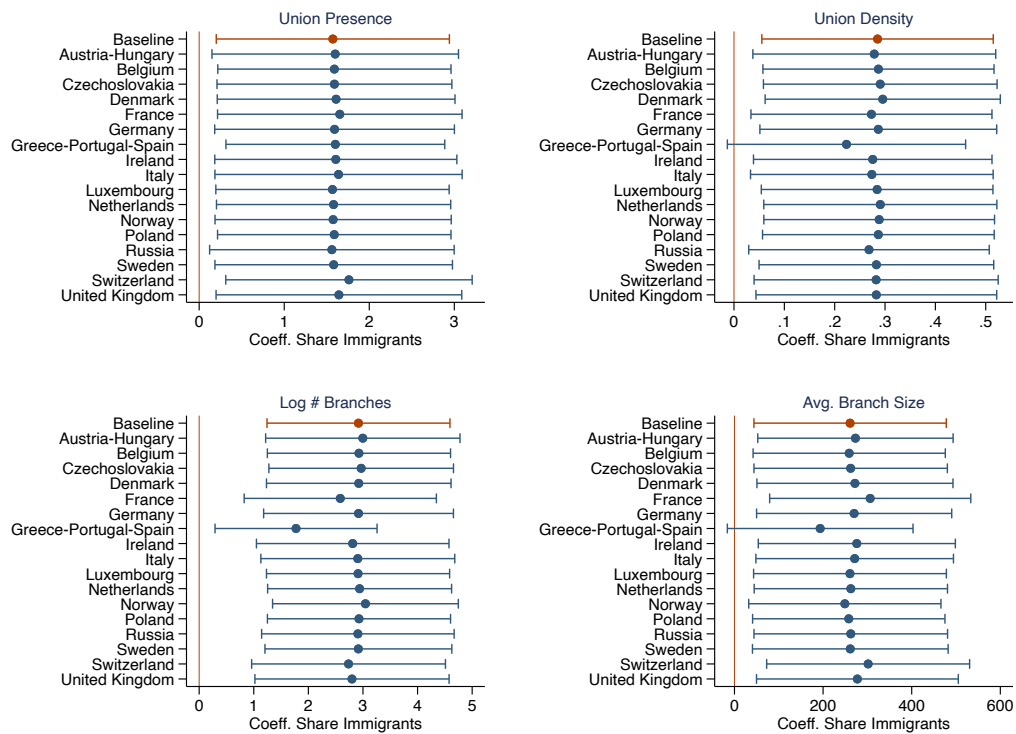 Union Presence
Baseline
Austria-Hungary
Belgium
Czechoslovakia
Denmark
France
Germany
Greece-Portugal-Spain
Ireland
Italy
Luxembourg
Netherlands
Norway
Poland
Russia
Sweden
Switzerland
United Kingdom
0 1 2 3
Coeff. Share Immigrants
Union Density
Baseline
Austria-Hungary
Belgium
Czechoslovakia
Denmark
France
Germany
Greece-Portugal-Spain
Ireland
Italy
Luxembourg
Netherlands
Norway
Poland
Russia
Sweden
Switzerland
United Kingdom
0 .1 .2 .3 .4 .5
Coeff. Share Immigrants
Log # Branches
Baseline
Austria-Hungary
Belgium
Czechoslovakia
Denmark
France
Germany
Greece-Portugal-Spain
Ireland
Italy
Luxembourg
Netherlands
Norway
Poland
Russia
Sweden
Switzerland
United Kingdom
0 1 2 3 4 5
Coeff. Share Immigrants
Avg. Branch Size
Baseline
Austria-Hungary
Belgium
Czechoslovakia
Denmark
France
Germany
Greece-Portugal-Spain
Ireland
Italy
Luxembourg
Netherlands
Norway
Poland
Russia
Sweden
Switzerland
United Kingdom
0 200 400 600
Coeff. Share Immigrants